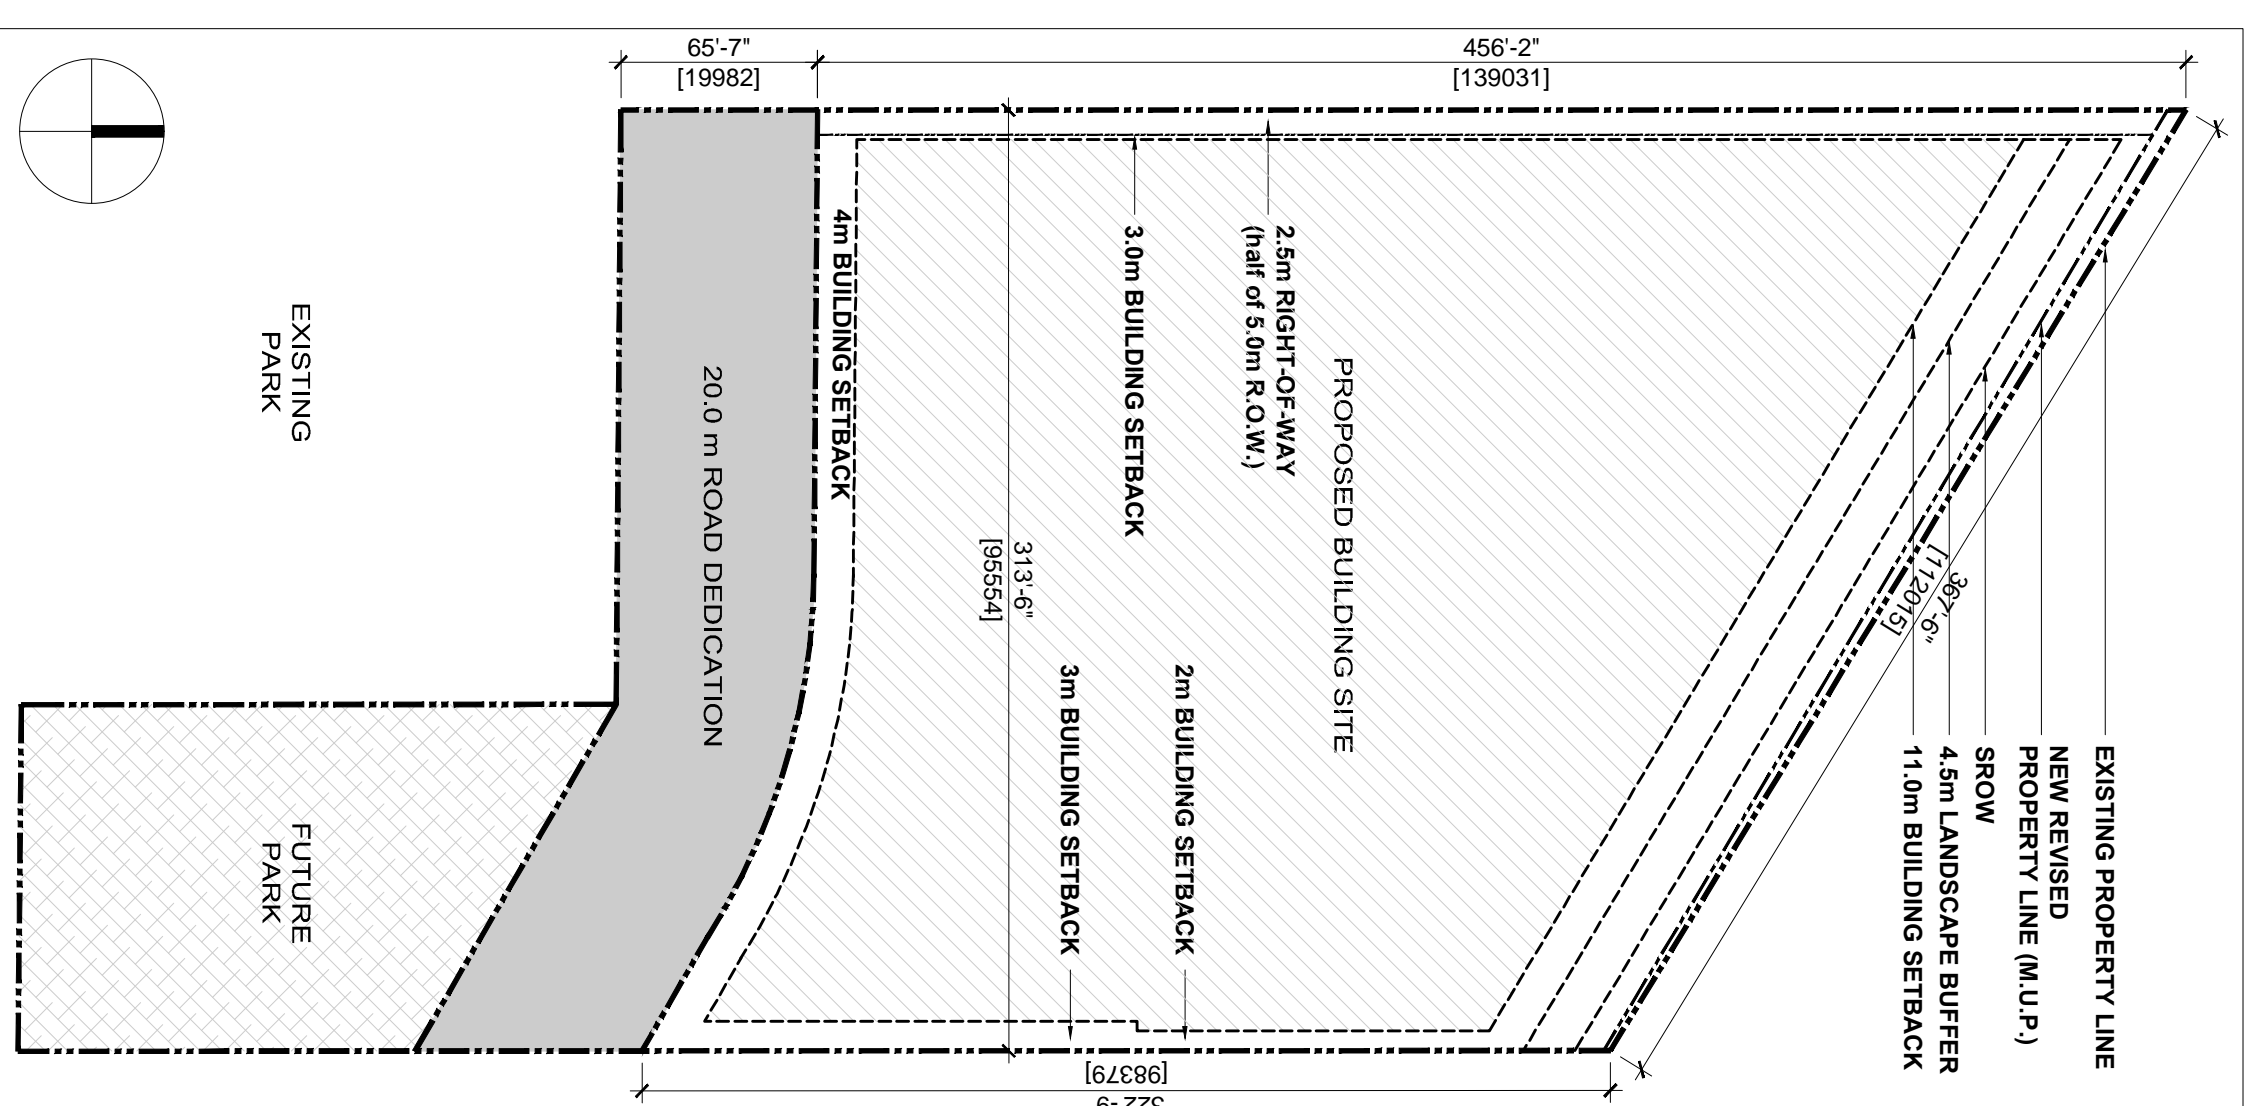 65'-7"
[19982]
456'-2"
[139031]
EXISTING PROPERTY LINE
NEW REVISED
PROPERTY LINE (M.U.P.)
SROW
4.5m LANDSCAPE BUFFER
11.0m BUILDING SETBACK
367'-6"
[112015]
PROPOSED BUILDING SITE
2.5m RIGHT-OF-WAY
(half of 5.0m R.O.W.)
3.0m BUILDING SETBACK
2m BUILDING SETBACK
3m BUILDING SETBACK
313'-6"
[95554]
4m BUILDING SETBACK
20.0 m ROAD DEDICATION
EXISTING
PARK
FUTURE
PARK
[98379]
322'-9